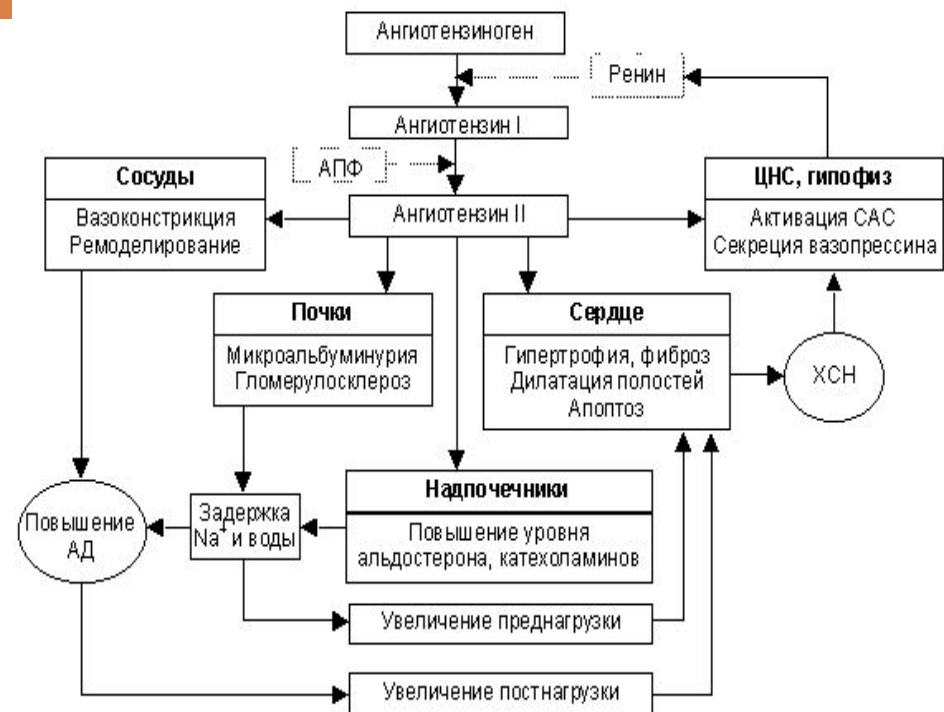 Ангиотензиноген
Ренин
Ангиотензин I
АПФ
Сосуды
Вазоконстрикция
Ремоделирование
Ангиотензин II
ЦНС, гипофиз
Активация САС
Секреция вазопрессина
Почки
Микроальбуминурия
Гломерулосклероз
Сердце
Гипертрофия, фиброз
Дилатация полостей
Апоптоз
ХСН
Повышение
АД
Задержка
Na⁺ и воды
Надпочечники
Повышение уровня
альдостерона, катехоламинов
Увеличение преднагрузки
Увеличение постнагрузки